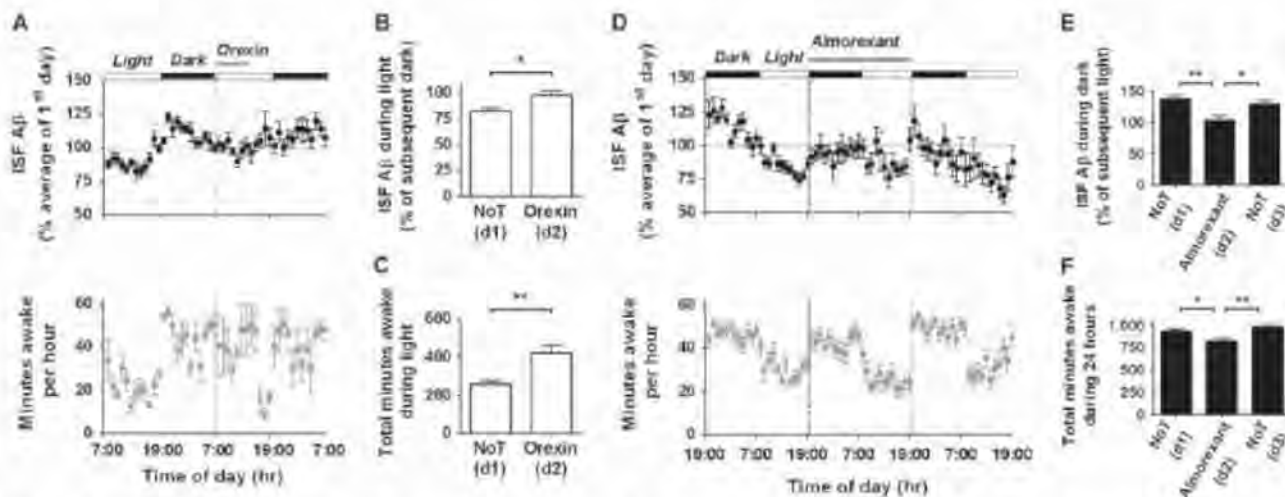 A
Light
Dark
Orexin
150
125
100
75
50
ISF Aβ
(% average of 1st day)
60
40
20
0
Minutes awake
per hour
7:00 19:00 7:00 19:00 7:00
Time of day (hr)
B
ISF Aβ during light
(% of subsequent dark)
*
100
75
50
25
0
NoT
(d1)
Orexin
(d2)
C
Total minutes awake
during light
**
600
400
200
0
NoT
(d1)
Orexin
(d2)
D
Almorexant
Dark
Light
ISF Aβ
(% average of 1st day)
150
125
100
75
50
Minutes awake
per hour
60
40
20
0
19:00 7:00 19:00 7:00 19:00 7:00 19:00
Time of day (hr)
E
ISF Aβ during dark
(% of subsequent light)
** *
150
100
50
0
NoT
(d1)
Almorexant
(d2)
NoT
(d3)
F
Total minutes awake
during 24 hours
* **
1,000
750
500
250
0
NoT
(d1)
Almorexant
(d2)
NoT
(d3)